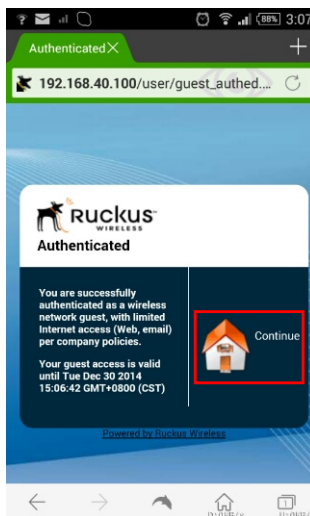 88% 3:07
Authenticated
192.168.40.100/user/guest_authed....
Ruckus
WIRELESS
Authenticated
You are successfully
authenticated as a wireless
network guest, with limited
Internet access (Web, email)
per company policies.
Your guest access is valid
until Tue Dec 30 2014
15:06:42 GMT+0800 (CST)
Continue
Powered by Ruckus Wireless
1